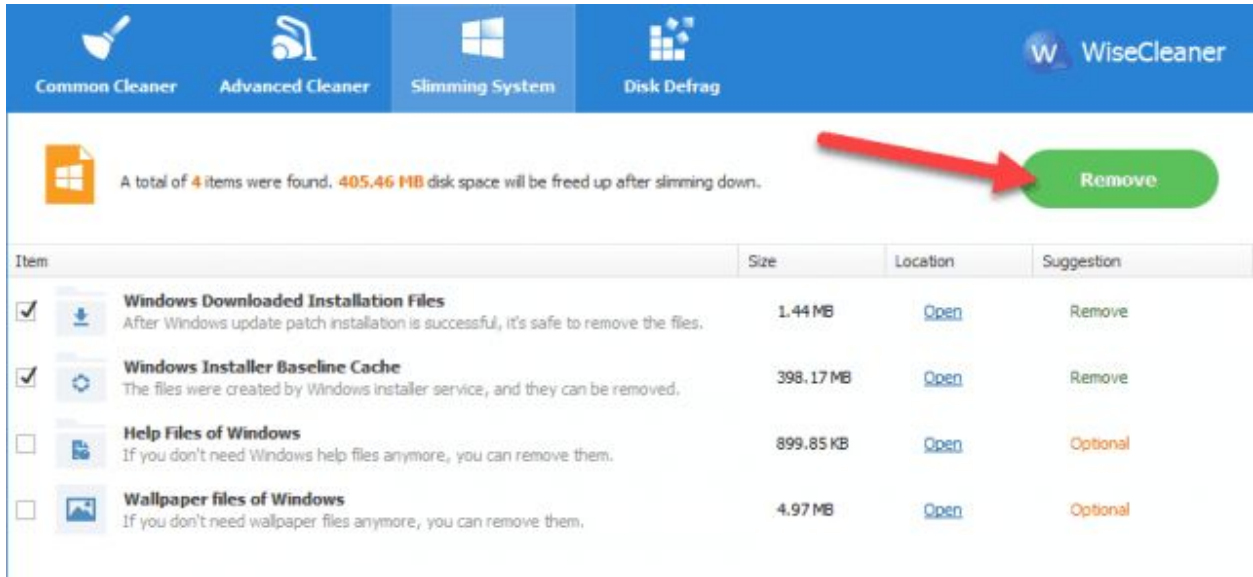 Common Cleaner Advanced Cleaner Slimming System Disk Defrag W WiseCleaner
A total of 4 items were found. 405.46 MB disk space will be freed up after slimming down. Remove
Item Size Location Suggestion
Windows Downloaded Installation Files
After Windows update patch installation is successful, it's safe to remove the files.
1.44 MB Open Remove
Windows Installer Baseline Cache
The files were created by Windows installer service, and they can be removed.
398.17 MB Open Remove
Help Files of Windows
If you don't need Windows help files anymore, you can remove them.
899.85 KB Open Optional
Wallpaper files of Windows
If you don't need wallpaper files anymore, you can remove them.
4.97 MB Open Optional